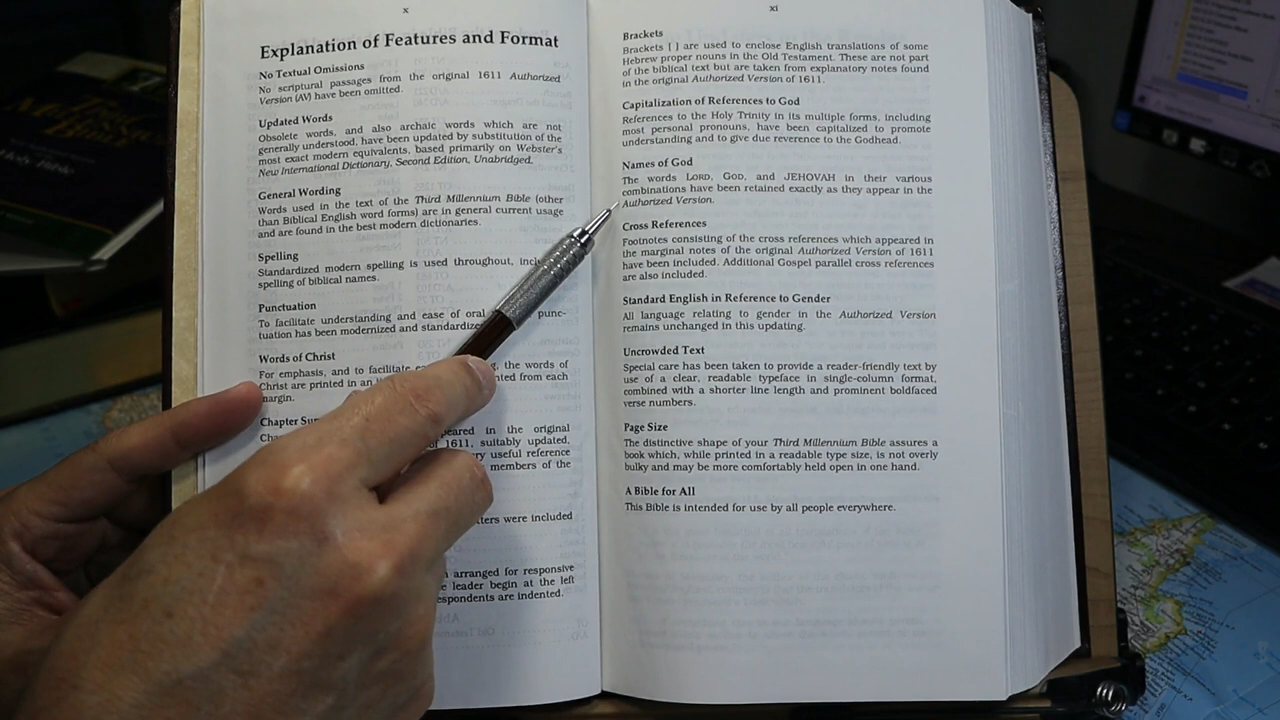 x
Explanation of Features and Format
No Textual Omissions
No scriptural passages from the original 1611 Authorized
Version (AV) have been omitted.
Updated Words
Obsolete words, and also archaic words which are not
generally understood, have been updated by substitution of the
most exact modern equivalents, based primarily on Webster's
New International Dictionary, Second Edition, Unabridged.
General Wording
Words used in the text of the Third Millennium Bible (other
than Biblical English word forms) are in general current usage
and are found in the best modern dictionaries.
Spelling
Standardized modern spelling is used throughout,
spelling of biblical names.
Punctuation
To facilitate understanding and ease of oral punc-
tuation has been modernized and
Words of Christ
For emphasis, and to facilitate the words of
Christ are printed in an from each
margin.
Chapter
in the original
of 1611, suitably updated,
useful reference
members of the
were included
arranged for responsive
leader begin at the left
are indented.
xi
Brackets
Brackets [ ] are used to enclose English translations of some
Hebrew proper nouns in the Old Testament. These are not part
of the biblical text but are taken from explanatory notes found
in the original Authorized Version of 1611.
Capitalization of References to God
References to the Holy Trinity in its multiple forms, including
most personal pronouns, have been capitalized to promote
understanding and to give due reverence to the Godhead.
Names of God
The words LORD, GOD, and JEHOVAH in their various
combinations have been retained exactly as they appear in the
Authorized Version.
Cross References
Footnotes consisting of the cross references which appeared in
the marginal notes of the original Authorized Version of 1611
have been included. Additional Gospel parallel cross references
are also included.
Standard English in Reference to Gender
All language relating to gender in the Authorized Version
remains unchanged in this updating.
Uncrowded Text
Special care has been taken to provide a reader-friendly text by
use of a clear, readable typeface in single-column format,
combined with a shorter line length and prominent boldfaced
verse numbers.
Page Size
The distinctive shape of your Third Millennium Bible assures a
book which, while printed in a readable type size, is not overly
bulky and may be more comfortably held open in one hand.
A Bible for All
This Bible is intended for use by all people everywhere.